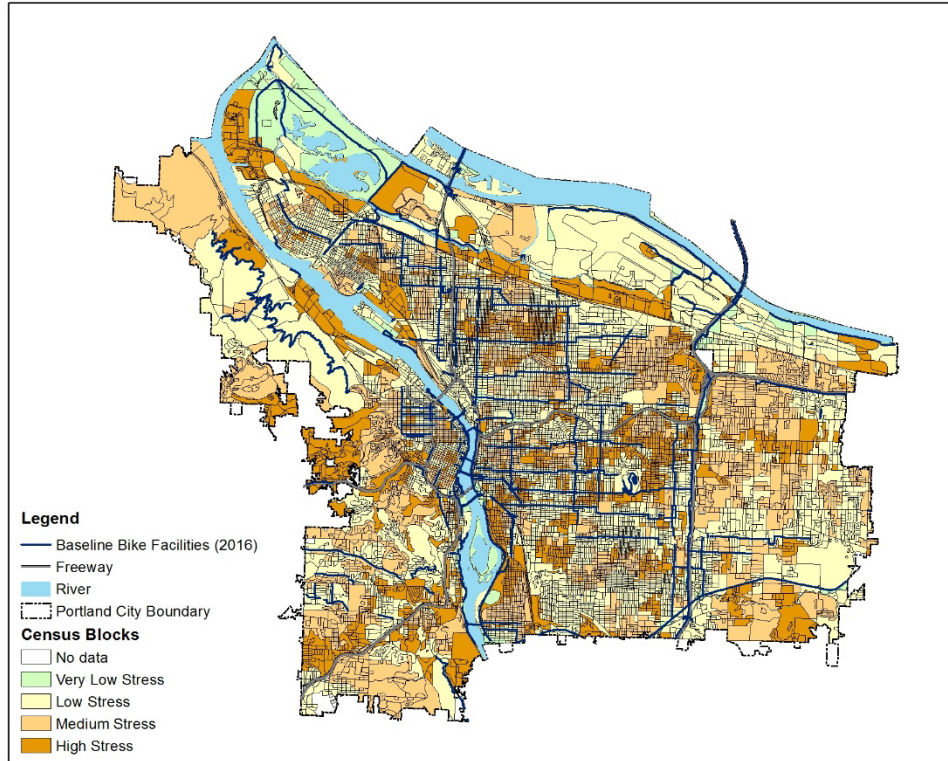 Legend
Baseline Bike Facilities (2016)
Freeway
River
Portland City Boundary
Census Blocks
No data
Very Low Stress
Low Stress
Medium Stress
High Stress